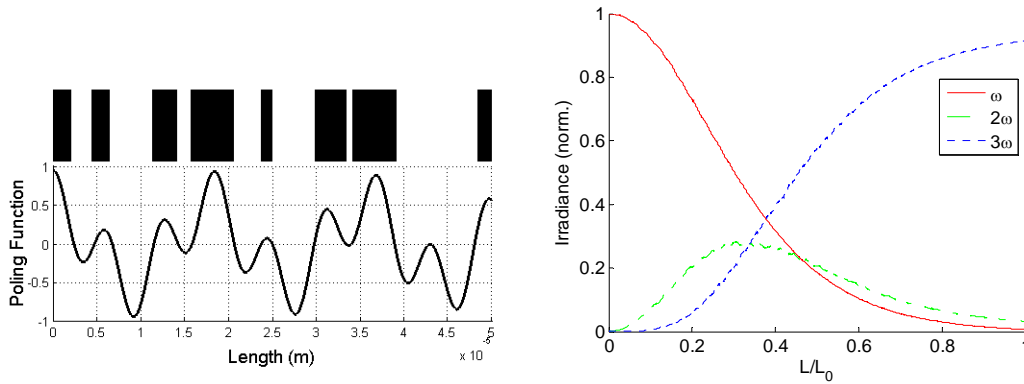 Poling Function
1
0.5
0
-0.5
-1
0 0.5 1 1.5 2 2.5 3 3.5 4 4.5 5
x 10^-5
Length (m)
Irradiance (norm.)
1
0.8
0.6
0.4
0.2
0
0 0.2 0.4 0.6 0.8 1
L/L0
ω
2ω
3ω